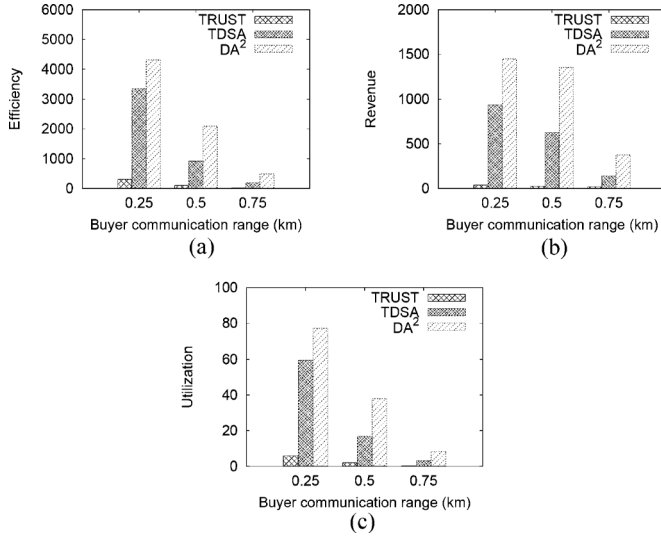 TRUST
TDSA
DA²
Efficiency
6000
5000
4000
3000
2000
1000
0
0.25 0.5 0.75
Buyer communication range (km)
(a)
TRUST
TDSA
DA²
Revenue
2000
1500
1000
500
0
0.25 0.5 0.75
Buyer communication range (km)
(b)
TRUST
TDSA
DA²
Utilization
100
80
60
40
20
0
0.25 0.5 0.75
Buyer communication range (km)
(c)